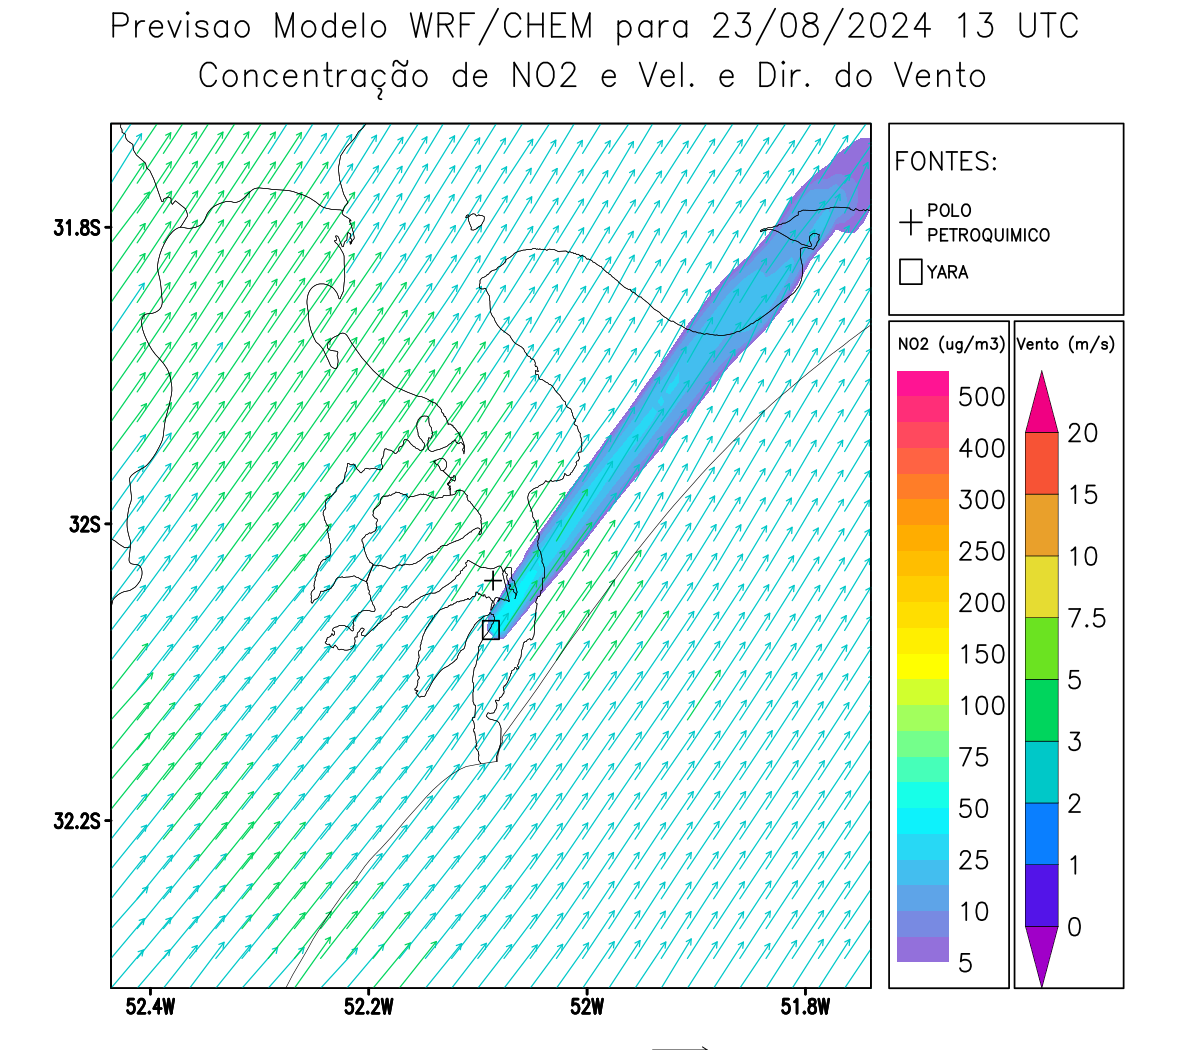 Previsao Modelo WRF/CHEM para 23/08/2024 13 UTC
Concentração de NO2 e Vel. e Dir. do Vento
FONTES:
POLO
PETROQUIMICO
YARA
NO2 (ug/m3)
500
400
300
250
200
150
100
75
50
25
10
5
Vento (m/s)
20
15
10
7.5
5
3
2
1
0
31.8S
32S
32.2S
52.4W
52.2W
52W
51.8W